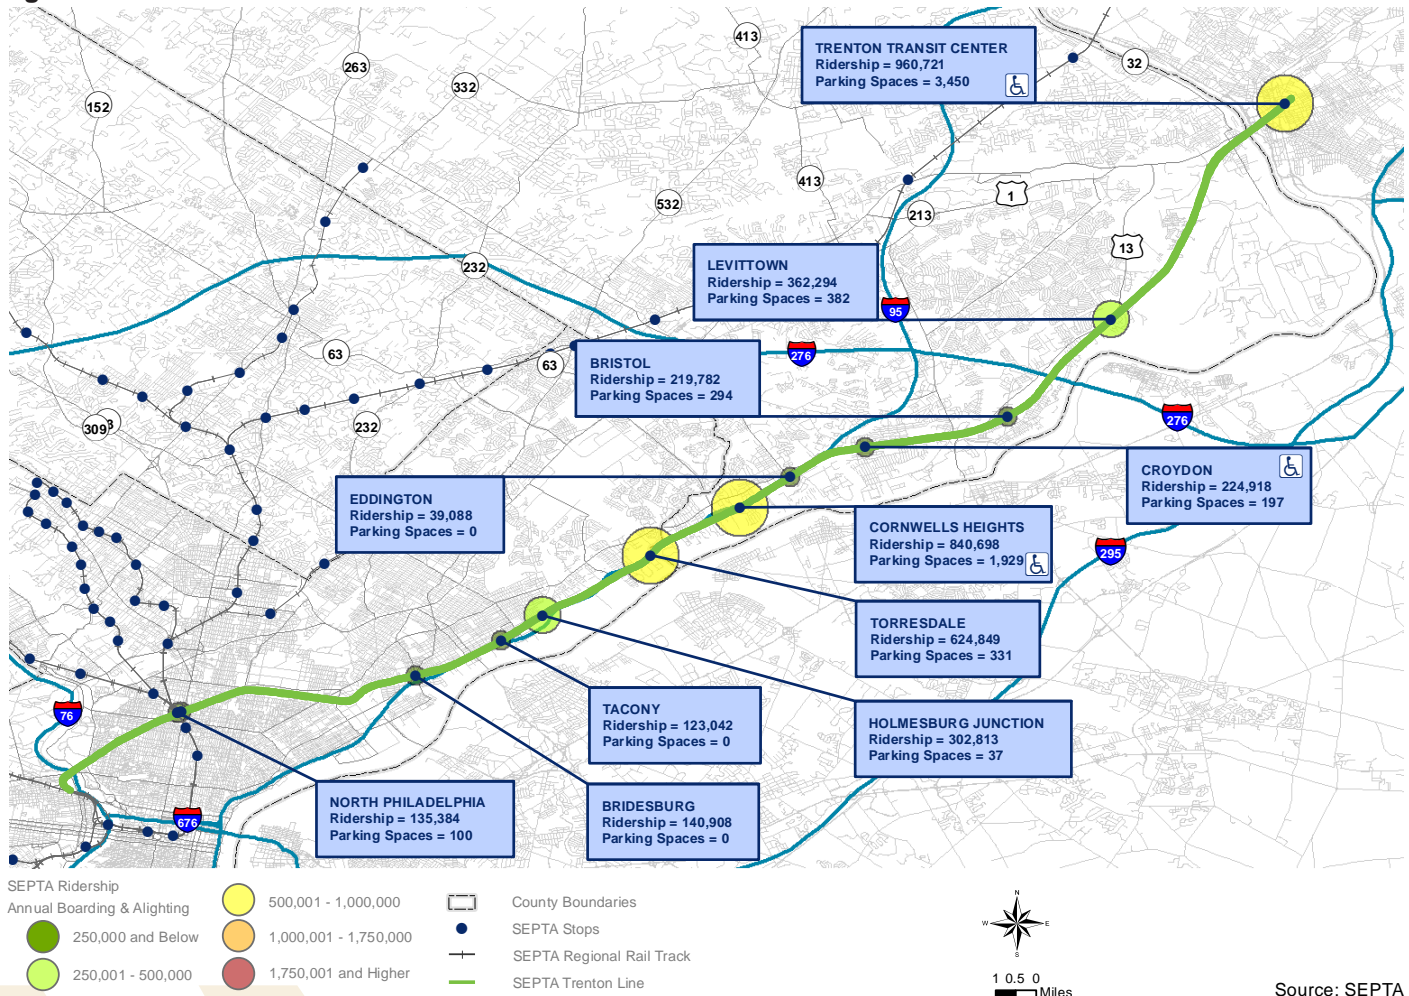 413
263
332
152
32
TRENTON TRANSIT CENTER
Ridership = 960,721
Parking Spaces = 3,450
413
532
1
213
13
232
LEVITTOWN
Ridership = 362,294
Parking Spaces = 382
95
63
63
276
BRISTOL
Ridership = 219,782
Parking Spaces = 294
309
232
276
CROYDON
Ridership = 224,918
Parking Spaces = 197
EDDINGTON
Ridership = 39,088
Parking Spaces = 0
CORNWELLS HEIGHTS
Ridership = 840,698
Parking Spaces = 1,929
295
TORRESDALE
Ridership = 624,849
Parking Spaces = 331
TACONY
Ridership = 123,042
Parking Spaces = 0
HOLMESBURG JUNCTION
Ridership = 302,813
Parking Spaces = 37
76
NORTH PHILADELPHIA
Ridership = 135,384
Parking Spaces = 100
BRIDESBURG
Ridership = 140,908
Parking Spaces = 0
676
SEPTA Ridership
Annual Boarding & Alighting
250,000 and Below
250,001 - 500,000
500,001 - 1,000,000
1,000,001 - 1,750,000
1,750,001 and Higher
County Boundaries
SEPTA Stops
SEPTA Regional Rail Track
SEPTA Trenton Line
N
W
E
S
1 0.5 0
Miles
Source: SEPTA